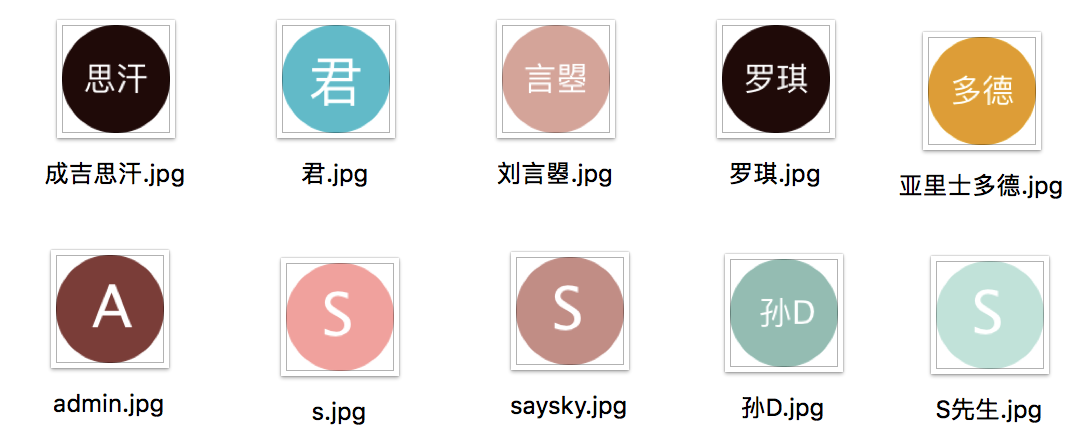 思汗
君
言曌
罗琪
多德
成吉思汗.jpg
君.jpg
刘言曌.jpg
罗琪.jpg
亚里士多德.jpg
A
S
S
孙D
S
admin.jpg
s.jpg
saysky.jpg
孙D.jpg
S先生.jpg